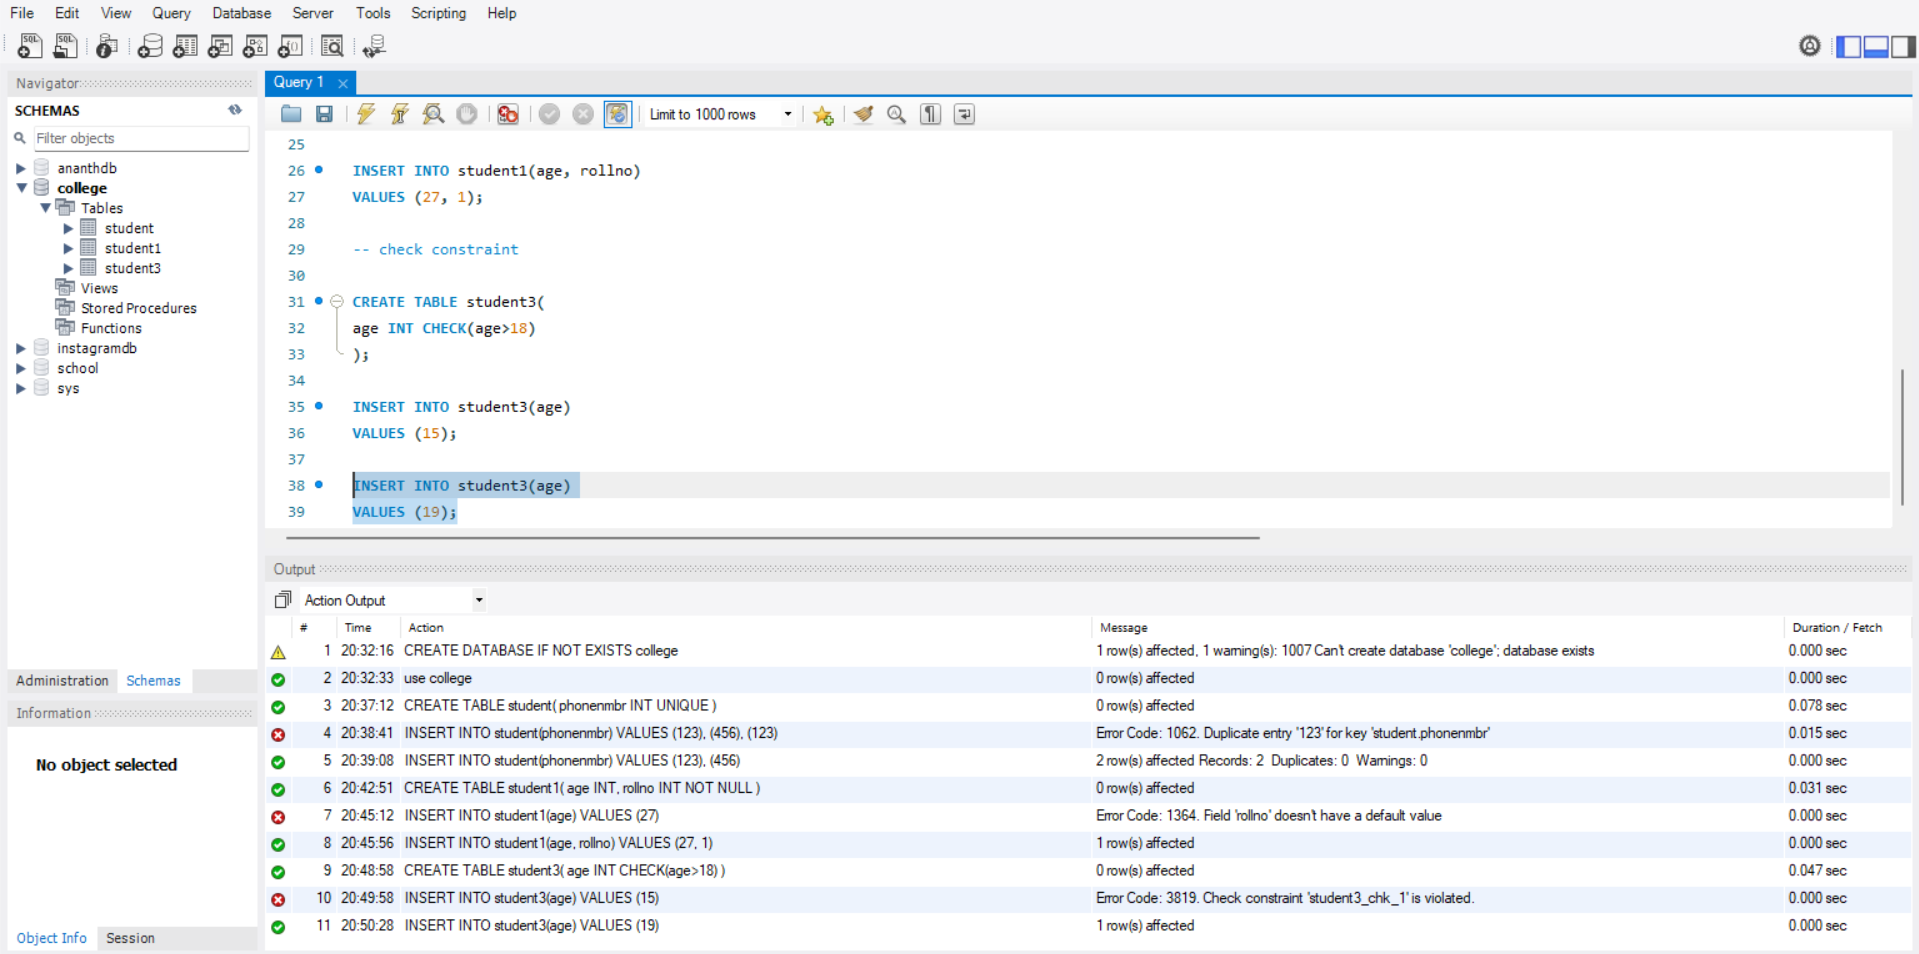 File Edit View Query Database Server Tools Scripting Help
Navigator
SCHEMAS
Filter objects
ananthdb
college
Tables
student
student1
student3
Views
Stored Procedures
Functions
instagramdb
school
sys
Administration Schemas
Information
No object selected
Object Info Session
Query 1
Limit to 1000 rows
25
26 INSERT INTO student1(age, rollno)
27 VALUES (27, 1);
28
29 -- check constraint
30
31 CREATE TABLE student3(
32 age INT CHECK(age>18)
33 );
34
35 INSERT INTO student3(age)
36 VALUES (15);
37
38 INSERT INTO student3(age)
39 VALUES (19);
Output
Action Output
# Time Action Message Duration / Fetch
1 20:32:16 CREATE DATABASE IF NOT EXISTS college 1 row(s) affected, 1 warning(s): 1007 Can't create database 'college'; database exists 0.000 sec
2 20:32:33 use college 0 row(s) affected 0.000 sec
3 20:37:12 CREATE TABLE student( phonenmbr INT UNIQUE ) 0 row(s) affected 0.078 sec
4 20:38:41 INSERT INTO student(phonenmbr) VALUES (123), (456), (123) Error Code: 1062. Duplicate entry '123' for key 'student.phonenmbr' 0.015 sec
5 20:39:08 INSERT INTO student(phonenmbr) VALUES (123), (456) 2 row(s) affected Records: 2 Duplicates: 0 Warnings: 0 0.000 sec
6 20:42:51 CREATE TABLE student1( age INT, rollno INT NOT NULL ) 0 row(s) affected 0.031 sec
7 20:45:12 INSERT INTO student1(age) VALUES (27) Error Code: 1364. Field 'rollno' doesn't have a default value 0.000 sec
8 20:45:56 INSERT INTO student1(age, rollno) VALUES (27, 1) 1 row(s) affected 0.000 sec
9 20:48:58 CREATE TABLE student3( age INT CHECK(age>18) ) 0 row(s) affected 0.047 sec
10 20:49:58 INSERT INTO student3(age) VALUES (15) Error Code: 3819. Check constraint 'student3_chk_1' is violated. 0.000 sec
11 20:50:28 INSERT INTO student3(age) VALUES (19) 1 row(s) affected 0.000 sec